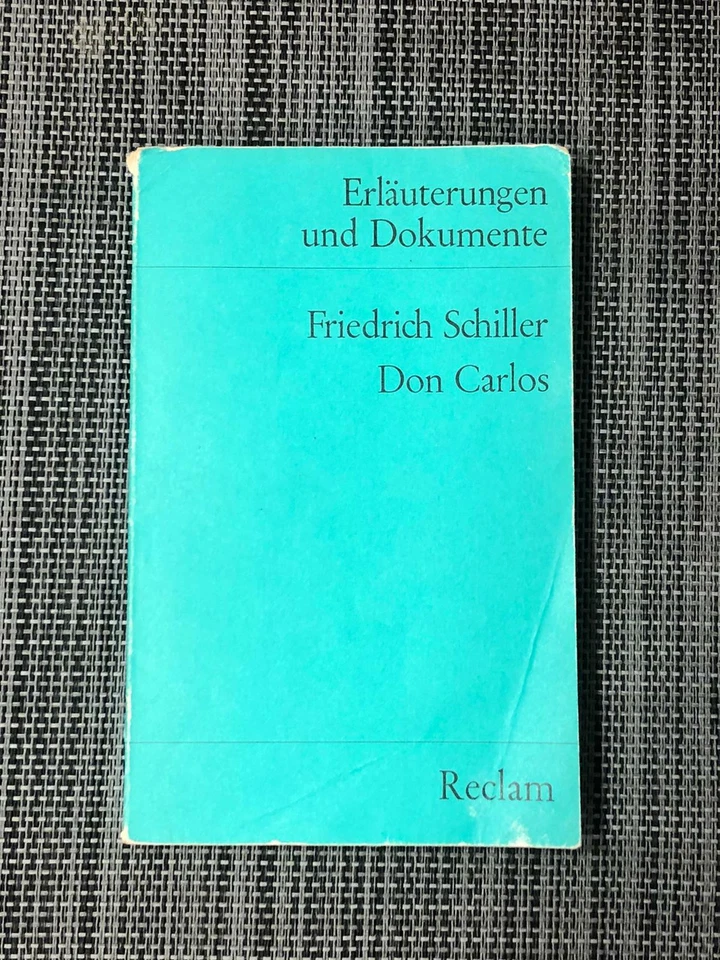 Erläuterungen
und Dokumente
Friedrich Schiller
Don Carlos
Reclam